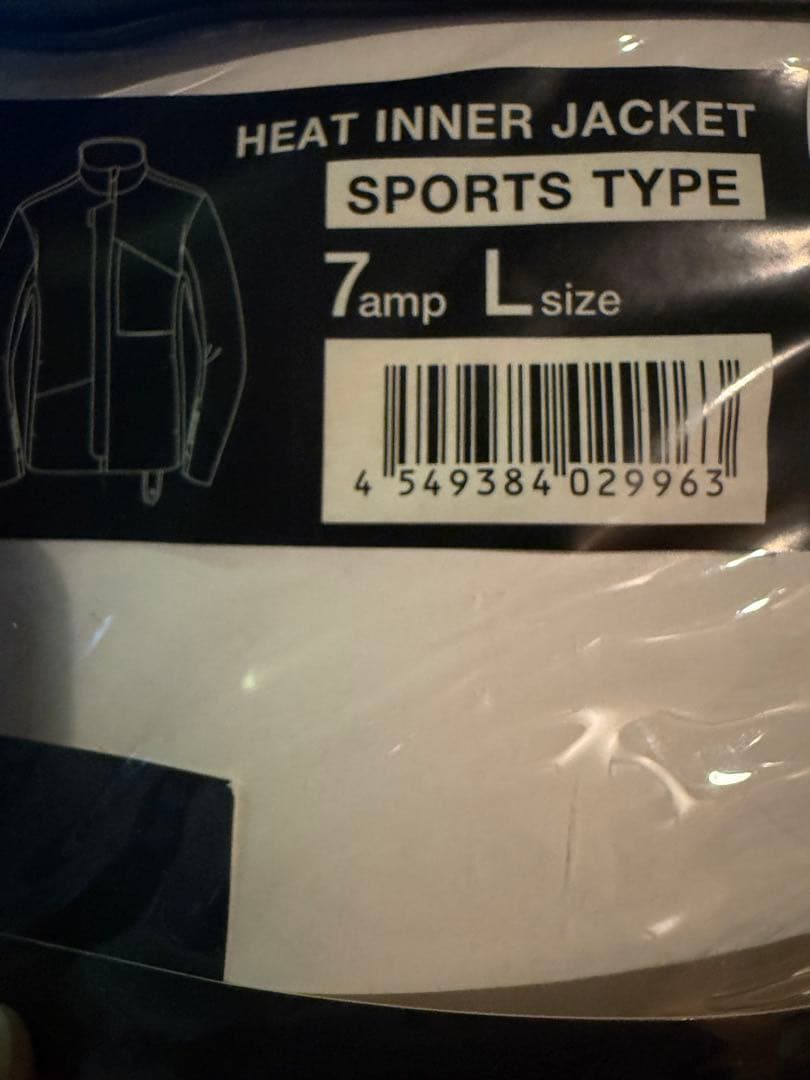 HEAT INNER JACKET
SPORTS TYPE
7amp L size
4 549384 029963